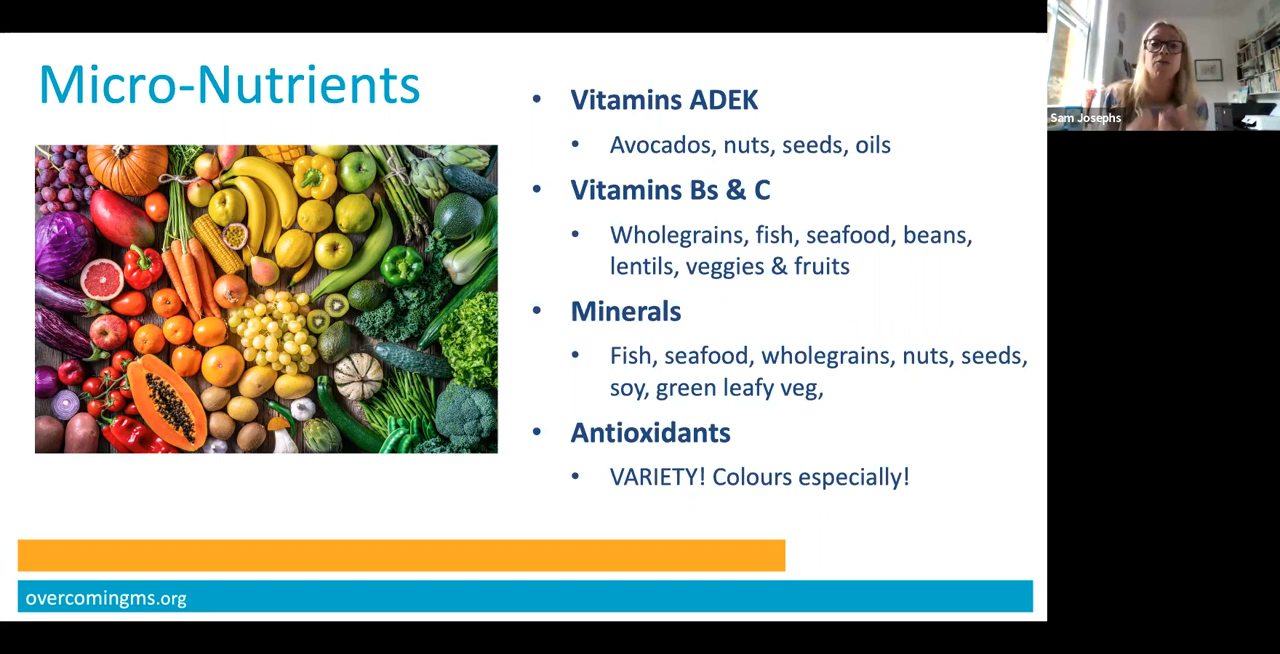 Micro-Nutrients
• Vitamins ADEK
• Avocados, nuts, seeds, oils
• Vitamins Bs & C
• Wholegrains, fish, seafood, beans,
lentils, veggies & fruits
• Minerals
• Fish, seafood, wholegrains, nuts, seeds,
soy, green leafy veg,
• Antioxidants
• VARIETY! Colours especially!
overcomingms.org
Sam Josephs